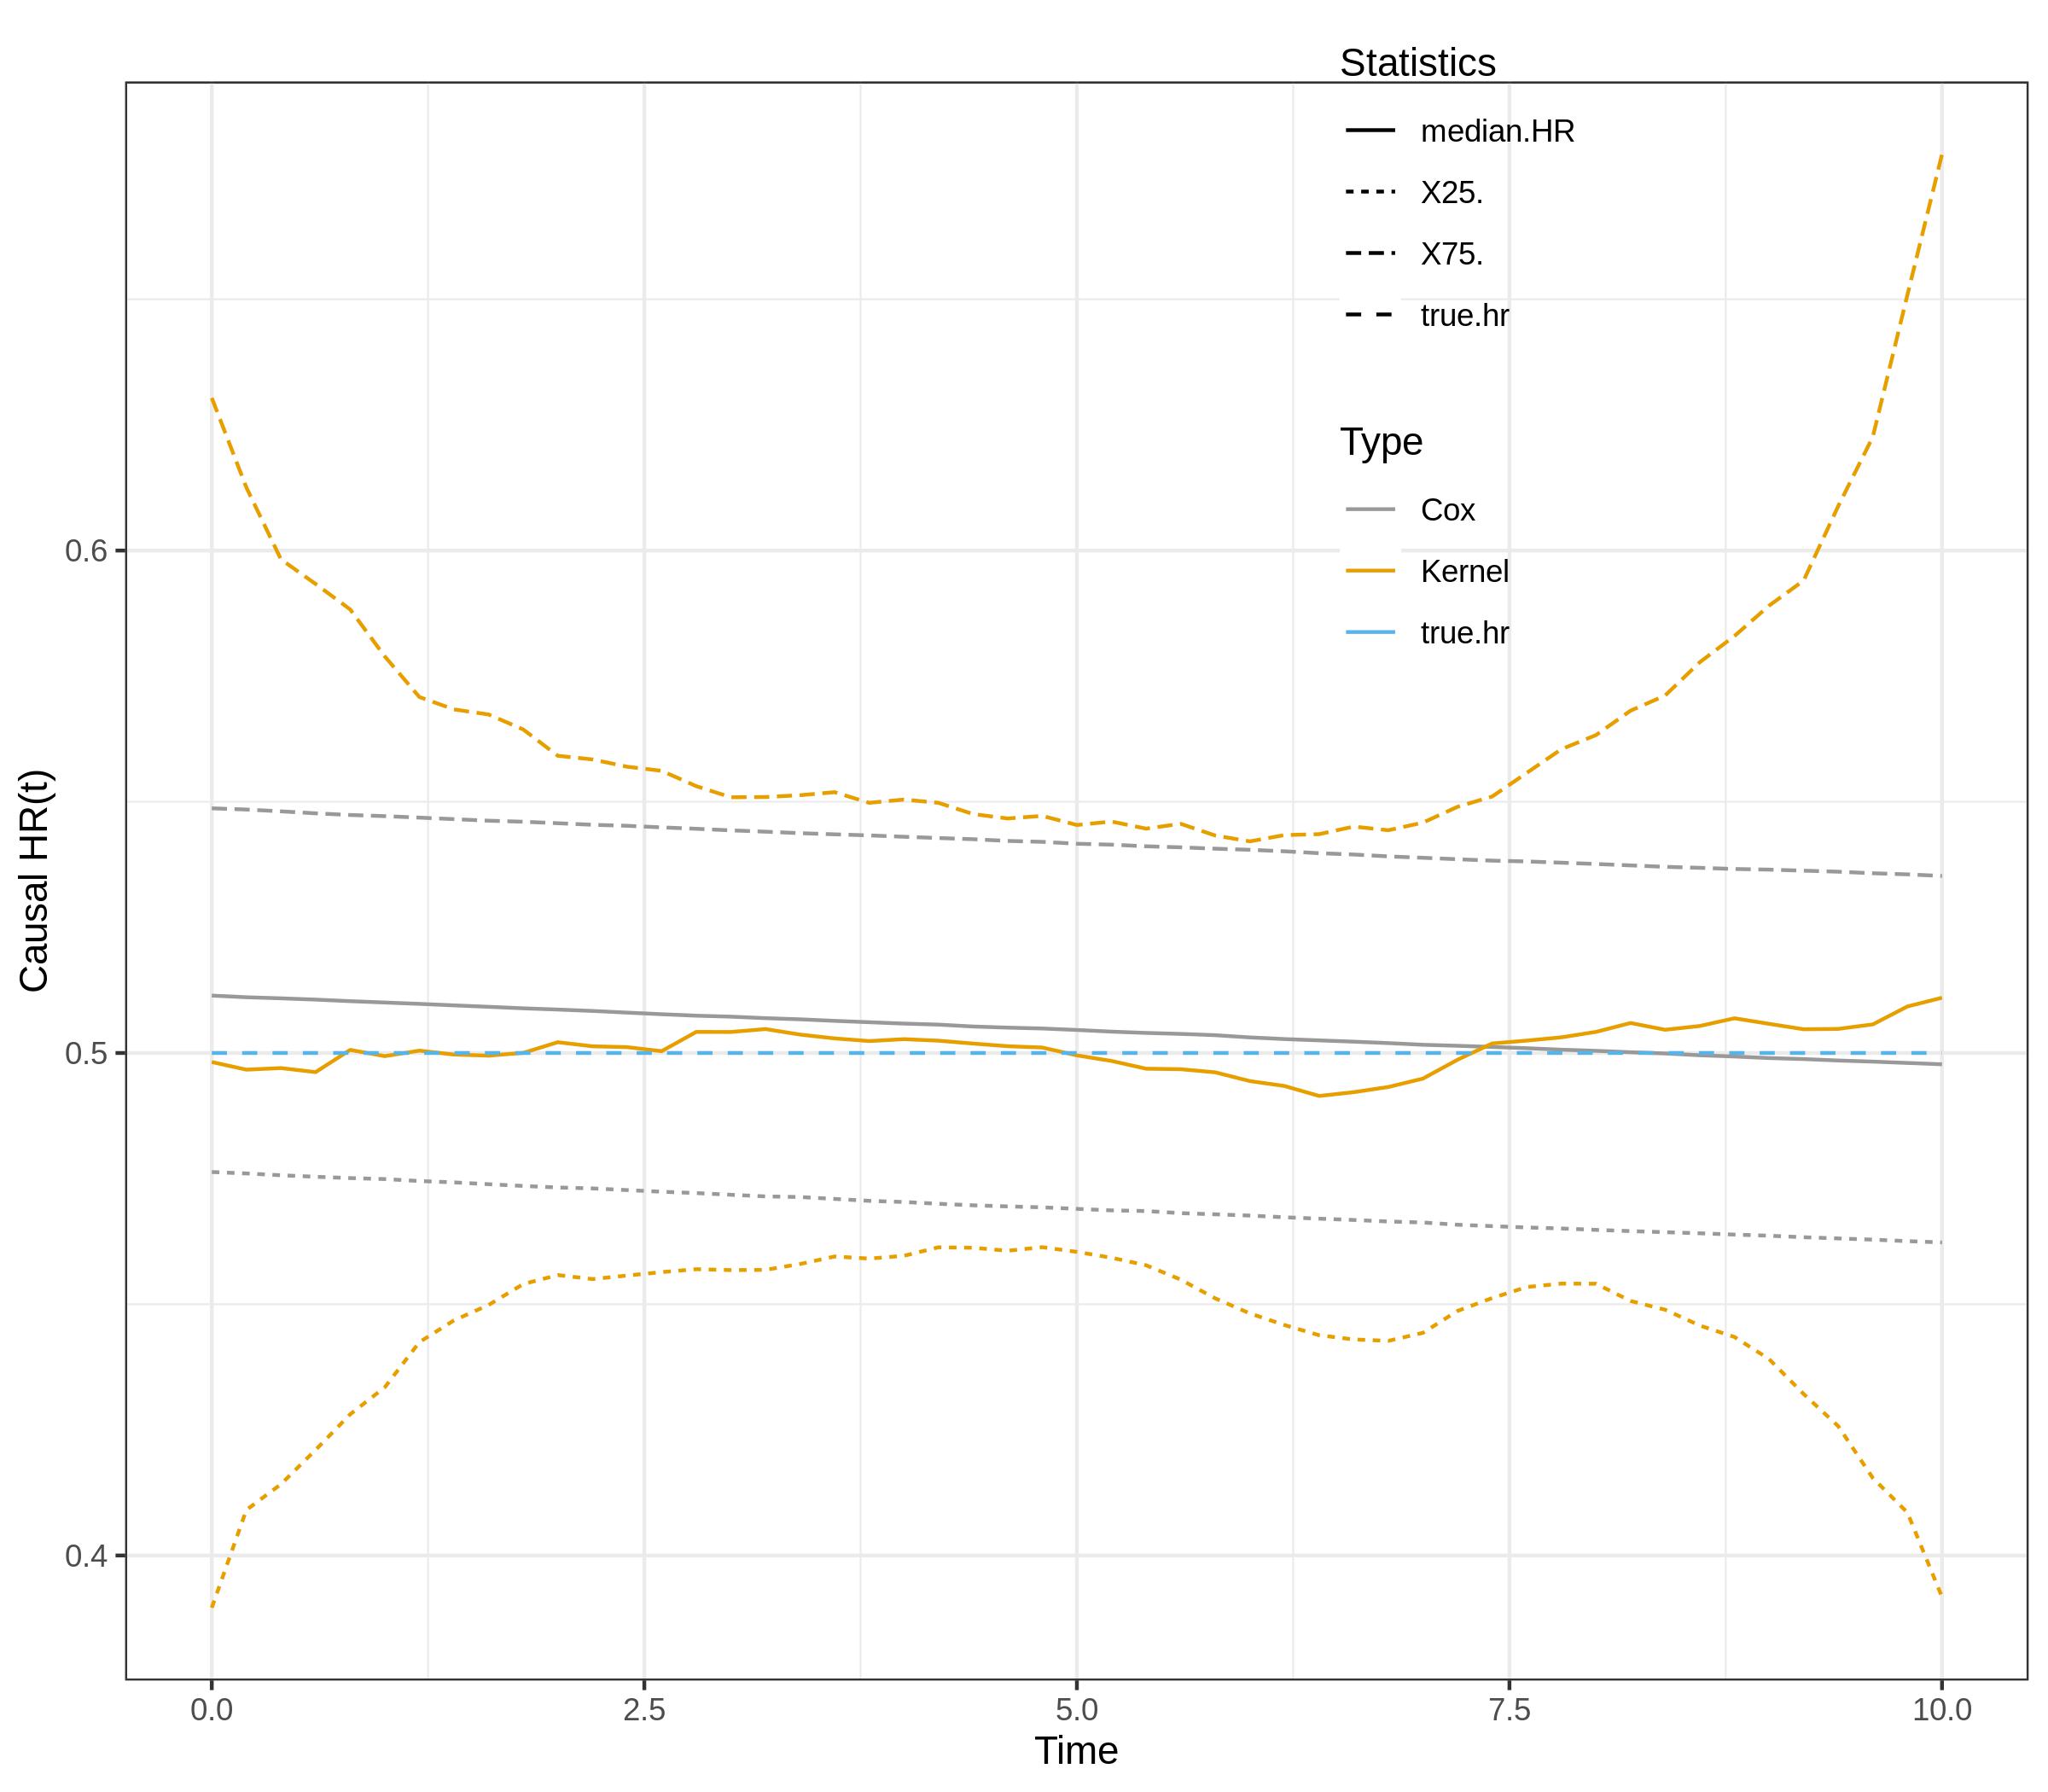 Statistics
median.HR
X25.
X75.
true.hr
Type
Cox
Kernel
true.hr
Causal HR(t)
0.6
0.5
0.4
0.0 2.5 5.0 7.5 10.0
Time